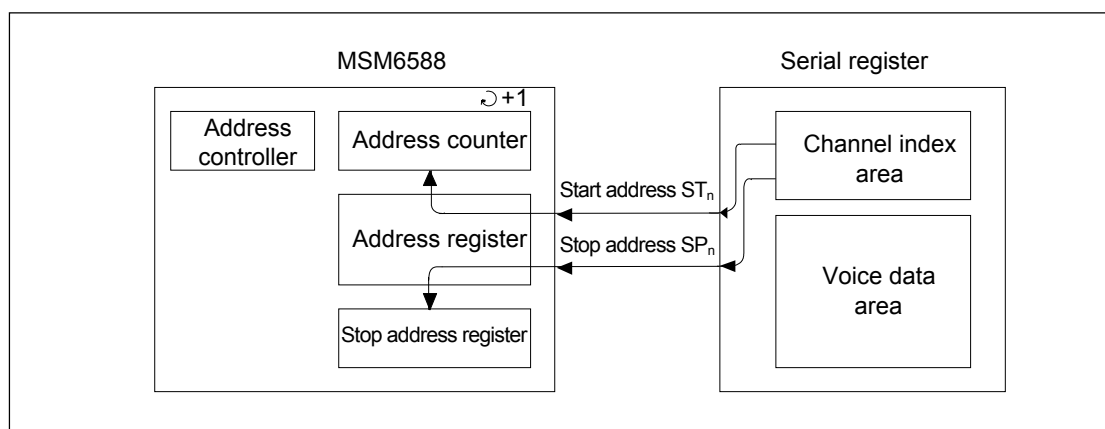 MSM6588
Serial register
+1
Address
controller
Address counter
Channel index
area
Start address STn
Address register
Stop address SPn
Voice data
area
Stop address register